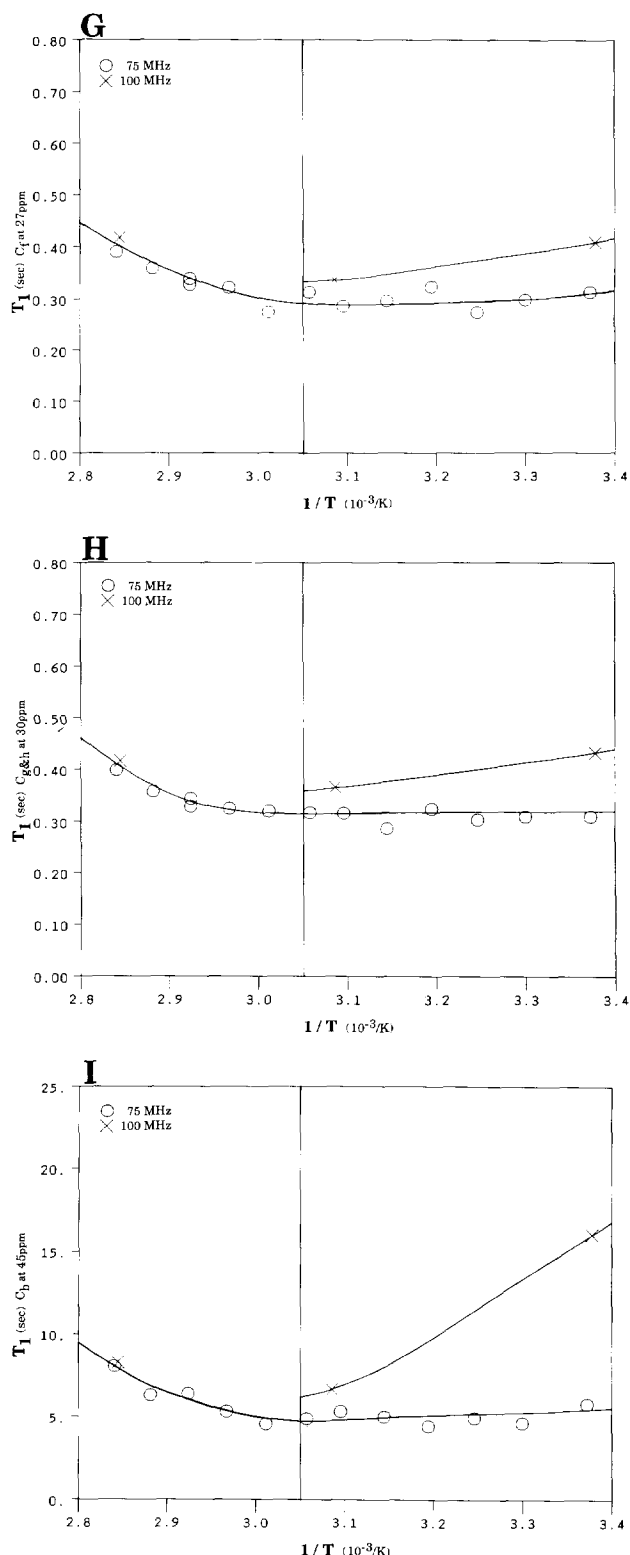 G
0.80
75 MHz
100 MHz
0.70
0.60
0.50
0.40
0.30
0.20
0.10
0.00
T1 (sec) Cf at 27ppm
2.8 2.9 3.0 3.1 3.2 3.3 3.4
1 / T (10-3/K)
H
0.80
75 MHz
100 MHz
0.70
0.60
0.50
0.40
0.30
0.20
0.10
0.00
T1 (sec) Cg&h at 30ppm
2.8 2.9 3.0 3.1 3.2 3.3 3.4
1 / T (10-3/K)
I
25.
75 MHz
100 MHz
20.
15.
10.
5.
0.
T1 (sec) Cb at 45ppm
2.8 2.9 3.0 3.1 3.2 3.3 3.4
1 / T (10-3/K)